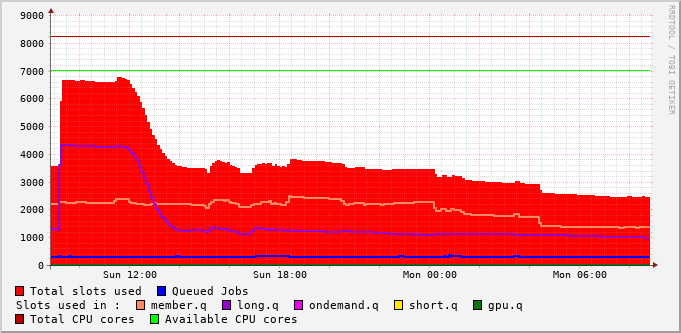 9000
8000
7000
6000
5000
4000
3000
2000
1000
0
Sun 12:00 Sun 18:00 Mon 00:00 Mon 06:00
Total slots used Queued Jobs
Slots used in : member.q long.q ondemand.q short.q gpu.q
Total CPU cores Available CPU cores
RRDTOOL / TOBI OETIKER